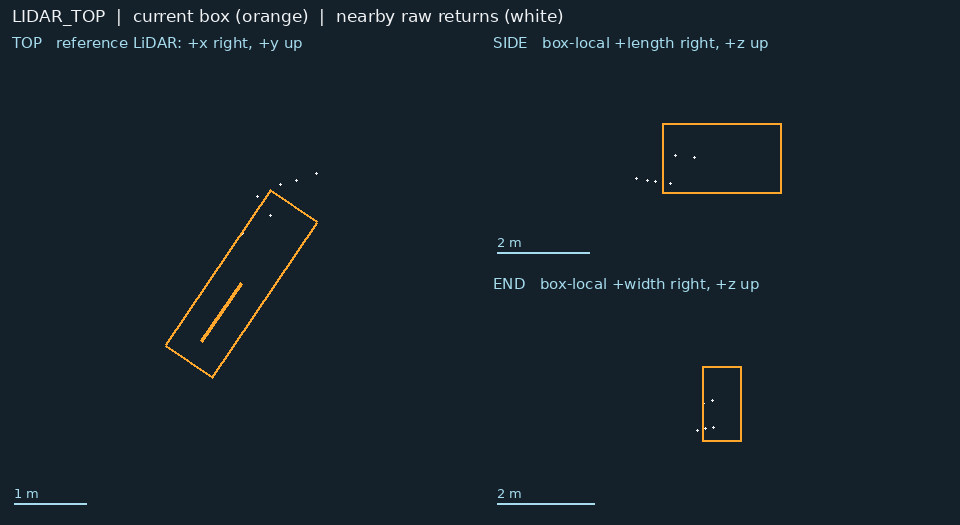 LIDAR_TOP | current box (orange) | nearby raw returns (white)
TOP reference LiDAR: +x right, +y up
SIDE box-local +length right, +z up
2 m
END box-local +width right, +z up
1 m
2 m